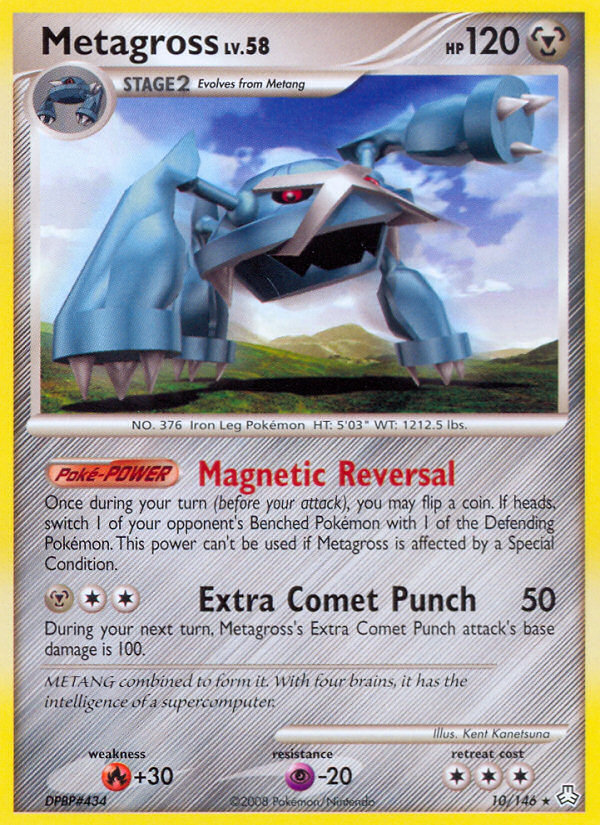 Metagross LV.58 HP 120
STAGE2 Evolves from Metang
NO. 376 Iron Leg Pokémon HT: 5'03" WT: 1212.5 lbs.
Poké-POWER Magnetic Reversal
Once during your turn (before your attack), you may flip a coin. If heads,
switch 1 of your opponent's Benched Pokémon with 1 of the Defending
Pokémon. This power can't be used if Metagross is affected by a Special
Condition.
Extra Comet Punch 50
During your next turn, Metagross's Extra Comet Punch attack's base
damage is 100.
METANG combined to form it. With four brains, it has the
intelligence of a supercomputer.
Illus. Kent Kanetsuna
weakness resistance retreat cost
+30 -20
DPBP#434 ©2008 Pokémon/Nintendo 10/146 ★